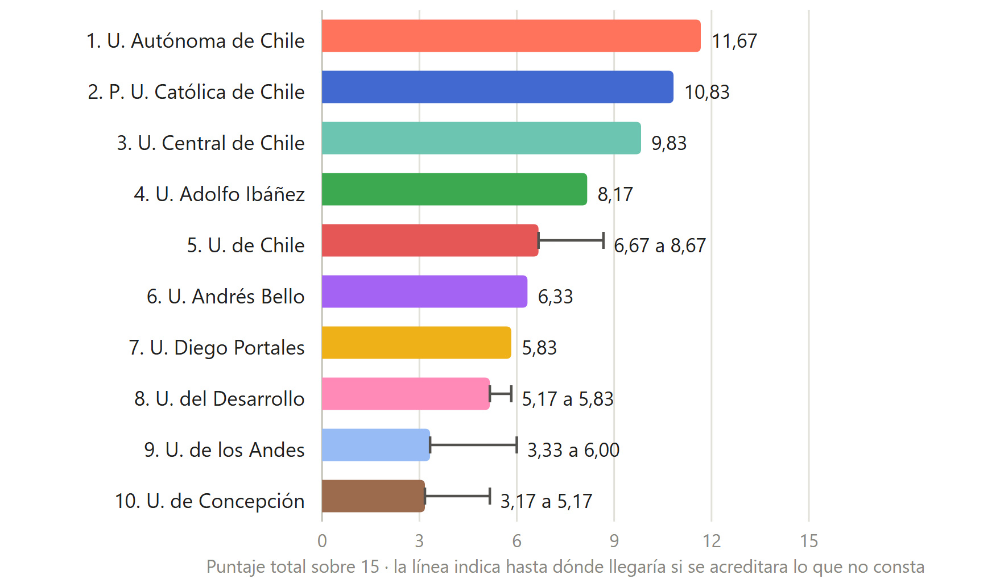 1. U. Autónoma de Chile 11,67
2. P. U. Católica de Chile 10,83
3. U. Central de Chile 9,83
4. U. Adolfo Ibáñez 8,17
5. U. de Chile 6,67 a 8,67
6. U. Andrés Bello 6,33
7. U. Diego Portales 5,83
8. U. del Desarrollo 5,17 a 5,83
9. U. de los Andes 3,33 a 6,00
10. U. de Concepción 3,17 a 5,17
0 3 6 9 12 15
Puntaje total sobre 15 · la línea indica hasta dónde llegaría si se acreditara lo que no consta